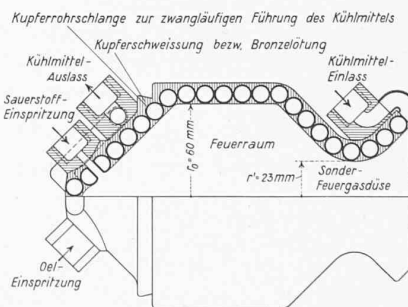 Kupferrohrschlange zur zwangläufigen Führung des Kühlmittels
Kupferschweissung bezw. Bronzelötung
Kühlmittel-
Auslass
Sauerstoff-
Einspritzung
Kühlmittel-
Einlass
r₀=60 mm
Feuerraum
r'=23mm
Sonder-
Feuergasdüse
Oel-
Einspritzung